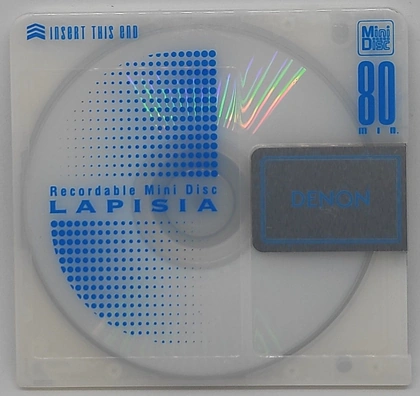 INSERT THIS END
Mini
Disc
80
min.
Recordable Mini Disc
LAPISIA
DENON